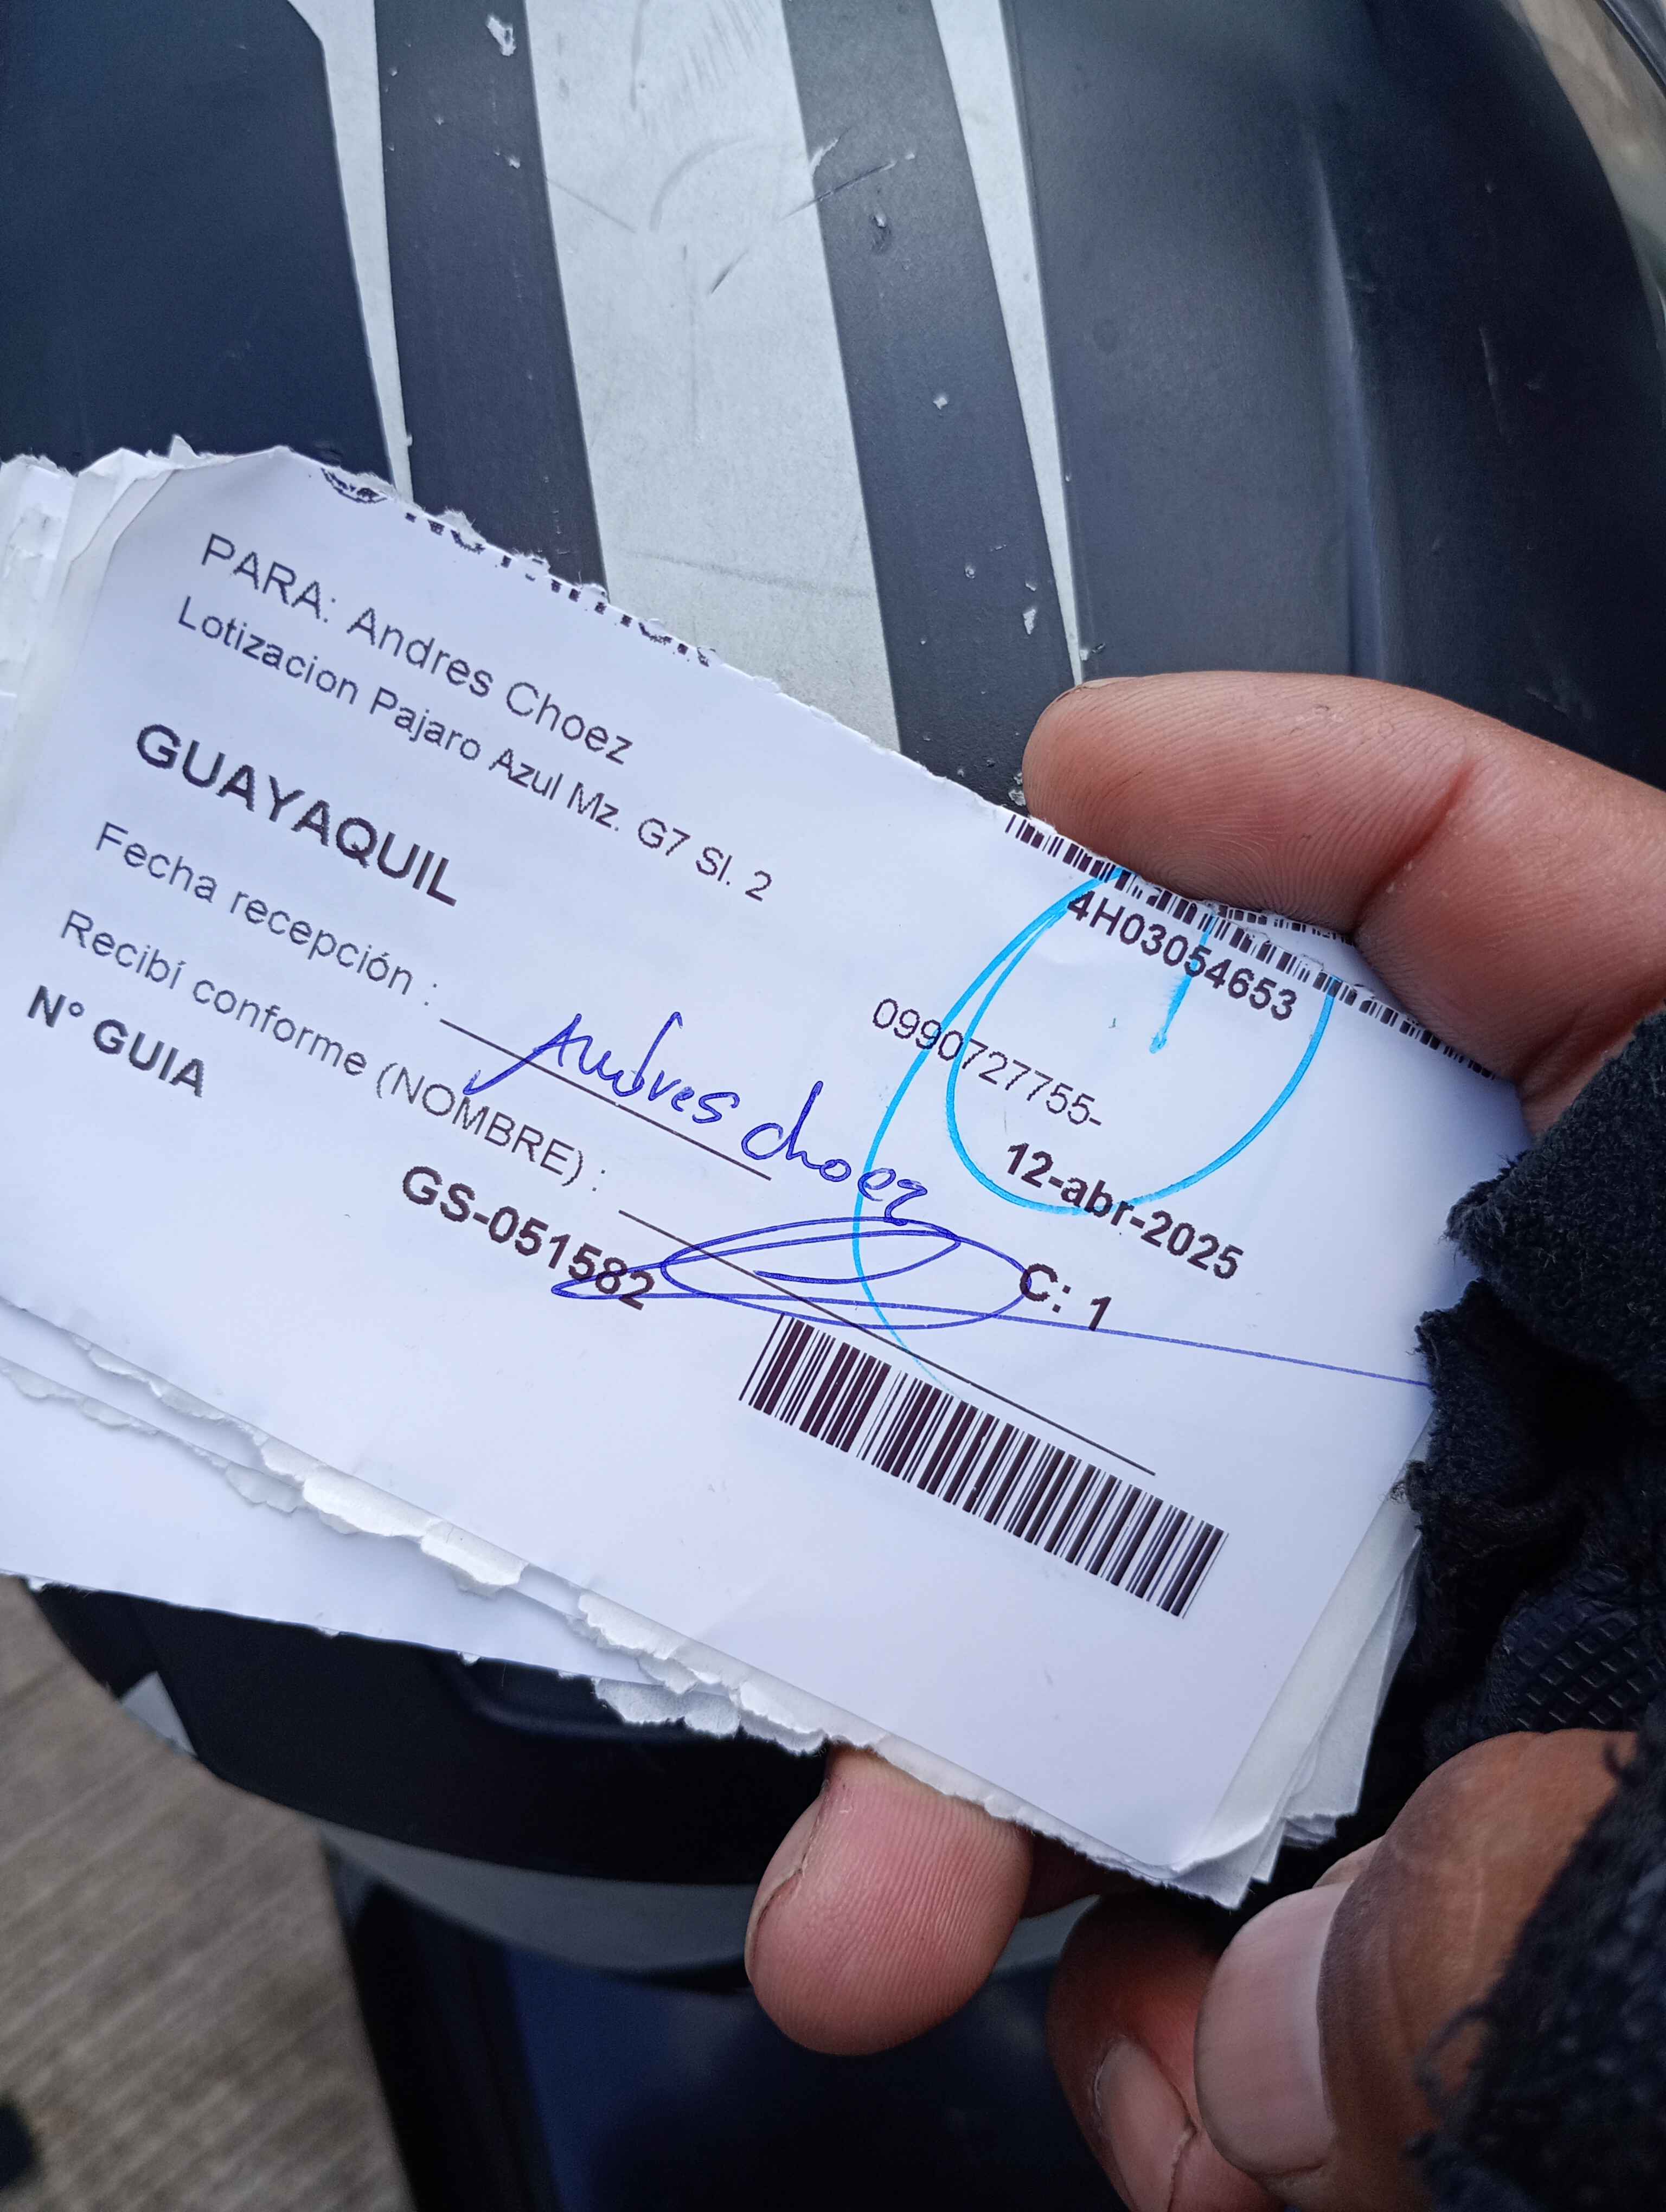 4H03054653
PARA: Andres Choez
Lotizacion Pajaro Azul Mz. G7 Sl. 2
0990727755-
GUAYAQUIL
12-abr-2025
Fecha recepción :
Andres choez
Recibí conforme (NOMBRE) :
C: 1
Nº GUIA
GS-051582